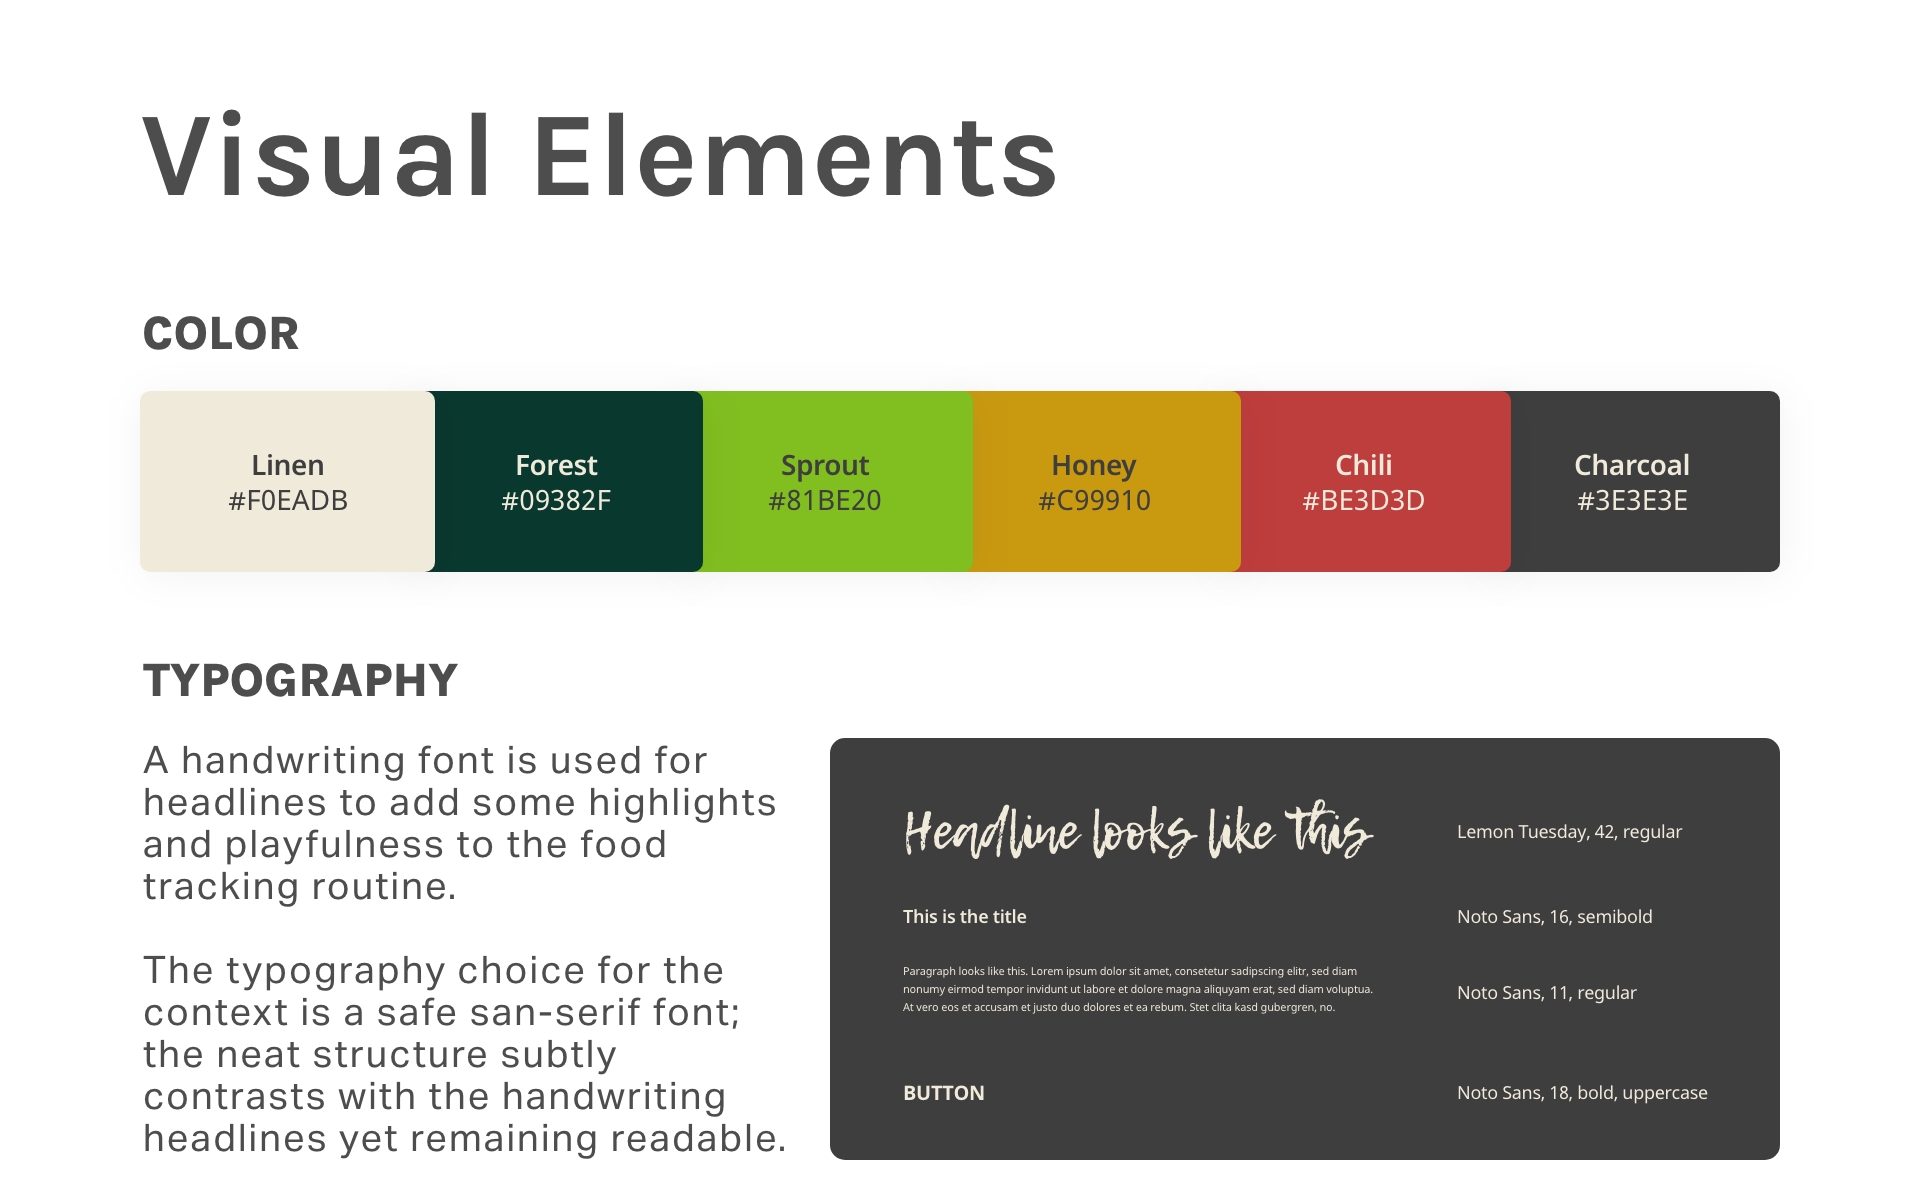 Visual Elements
COLOR
Linen
#F0EADB
Forest
#09382F
Sprout
#81BE20
Honey
#C99910
Chili
#BE3D3D
Charcoal
#3E3E3E
TYPOGRAPHY
A handwriting font is used for
headlines to add some highlights
and playfulness to the food
tracking routine.
The typography choice for the
context is a safe san-serif font;
the neat structure subtly
contrasts with the handwriting
headlines yet remaining readable.
Headline looks like this
Lemon Tuesday, 42, regular
This is the title
Noto Sans, 16, semibold
Paragraph looks like this. Lorem ipsum dolor sit amet, consetetur sadipscing elitr, sed diam
nonumy eirmod tempor invidunt ut labore et dolore magna aliquyam erat, sed diam voluptua.
At vero eos et accusam et justo duo dolores et ea rebum. Stet clita kasd gubergren, no.
Noto Sans, 11, regular
BUTTON
Noto Sans, 18, bold, uppercase